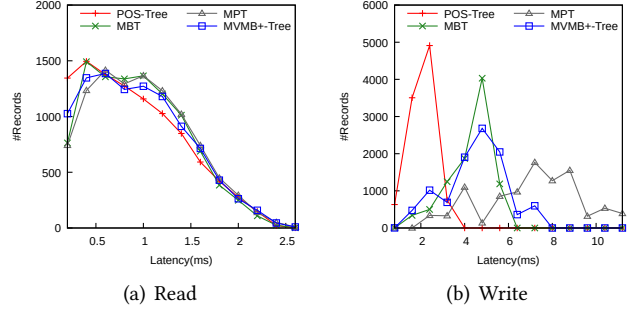 POS-Tree
MBT
MPT
MVMB+-Tree
2000
1500
1000
500
0
#Records
0.5
1
1.5
2
2.5
Latency(ms)
(a) Read
POS-Tree
MBT
MPT
MVMB+-Tree
6000
5000
4000
3000
2000
1000
0
#Records
2
4
6
8
10
Latency(ms)
(b) Write